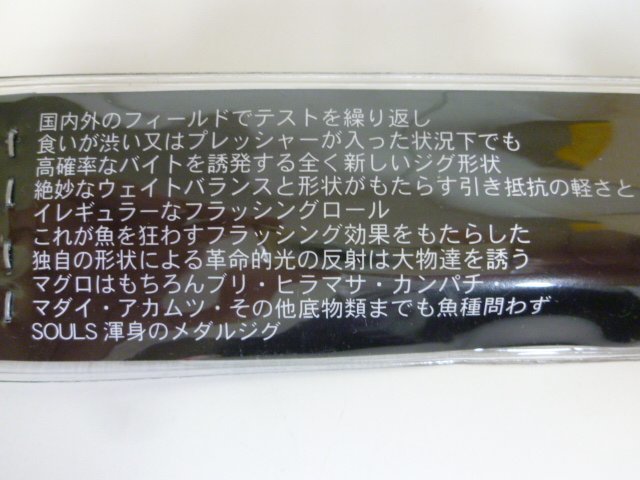 国内外のフィールドでテストを繰り返し
食いが渋い又はプレッシャーが入った状況下でも
高確率なバイトを誘発する全く新しいジグ形状
絶妙なウェイトバランスと形状がもたらす引き抵抗の軽さと
イレギュラーなフラッシングロール
これが魚を狂わすフラッシング効果をもたらした
独自の形状による革命的光の反射は大物達を誘う
マグロはもちろんブリ・ヒラマサ・カンパチ
マダイ・アカムツ・その他底物類までも魚種問わず
SOULS 渾身のメダルジグ